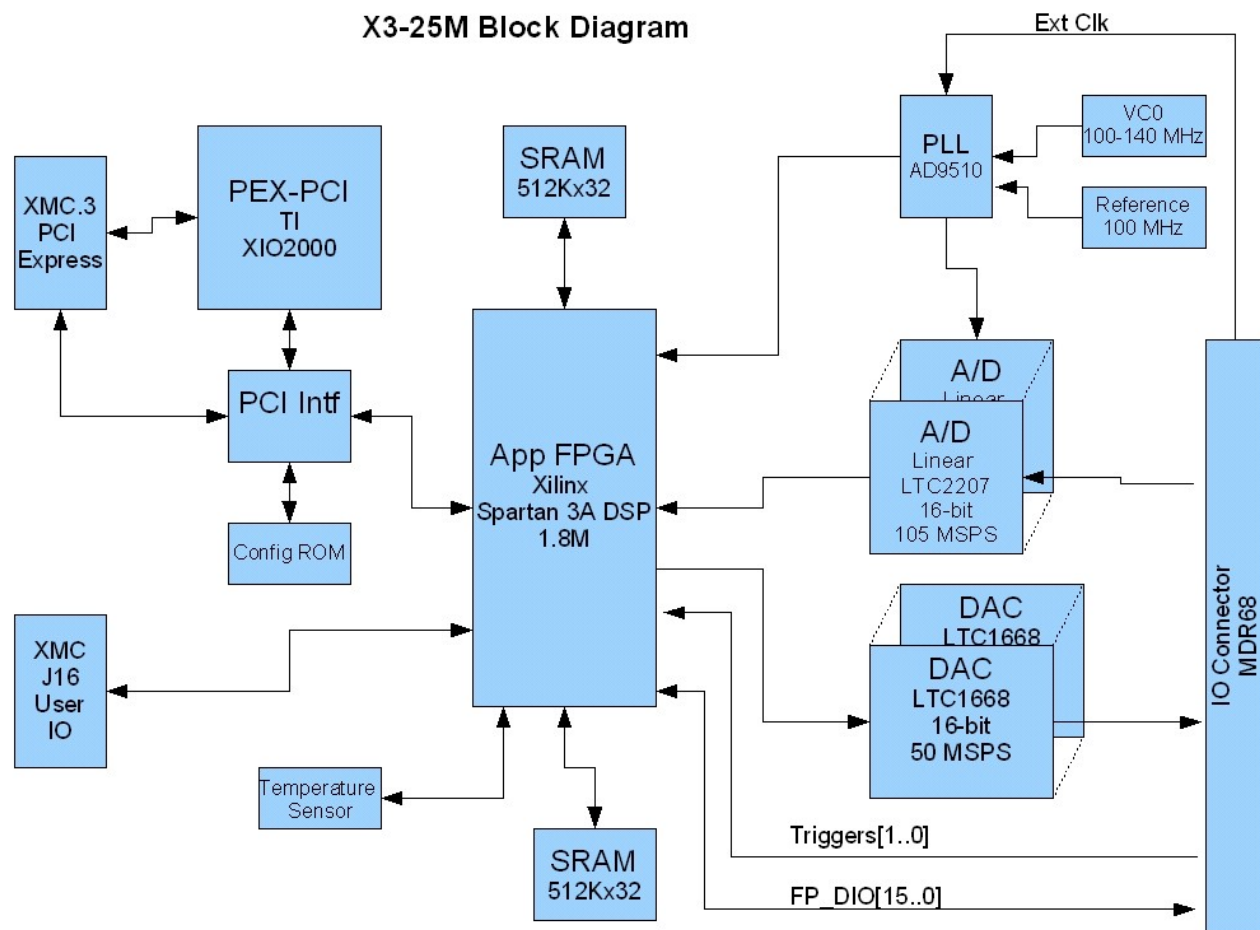 X3-25M Block Diagram
Ext Clk
VC0
100-140 MHz
PLL
AD9510
Reference
100 MHz
SRAM
512Kx32
PEX-PCI
TI
XIO2000
XMC.3
PCI
Express
PCI Intf
Config ROM
App FPGA
Xilinx
Spartan 3A DSP
1.8M
A/D
Linear
A/D
Linear
LTC2207
16-bit
105 MSPS
DAC
LTC1668
DAC
LTC1668
16-bit
50 MSPS
IO Connector
MDR68
XMC
J16
User
IO
Temperature
Sensor
SRAM
512Kx32
Triggers[1..0]
FP_DIO[15..0]